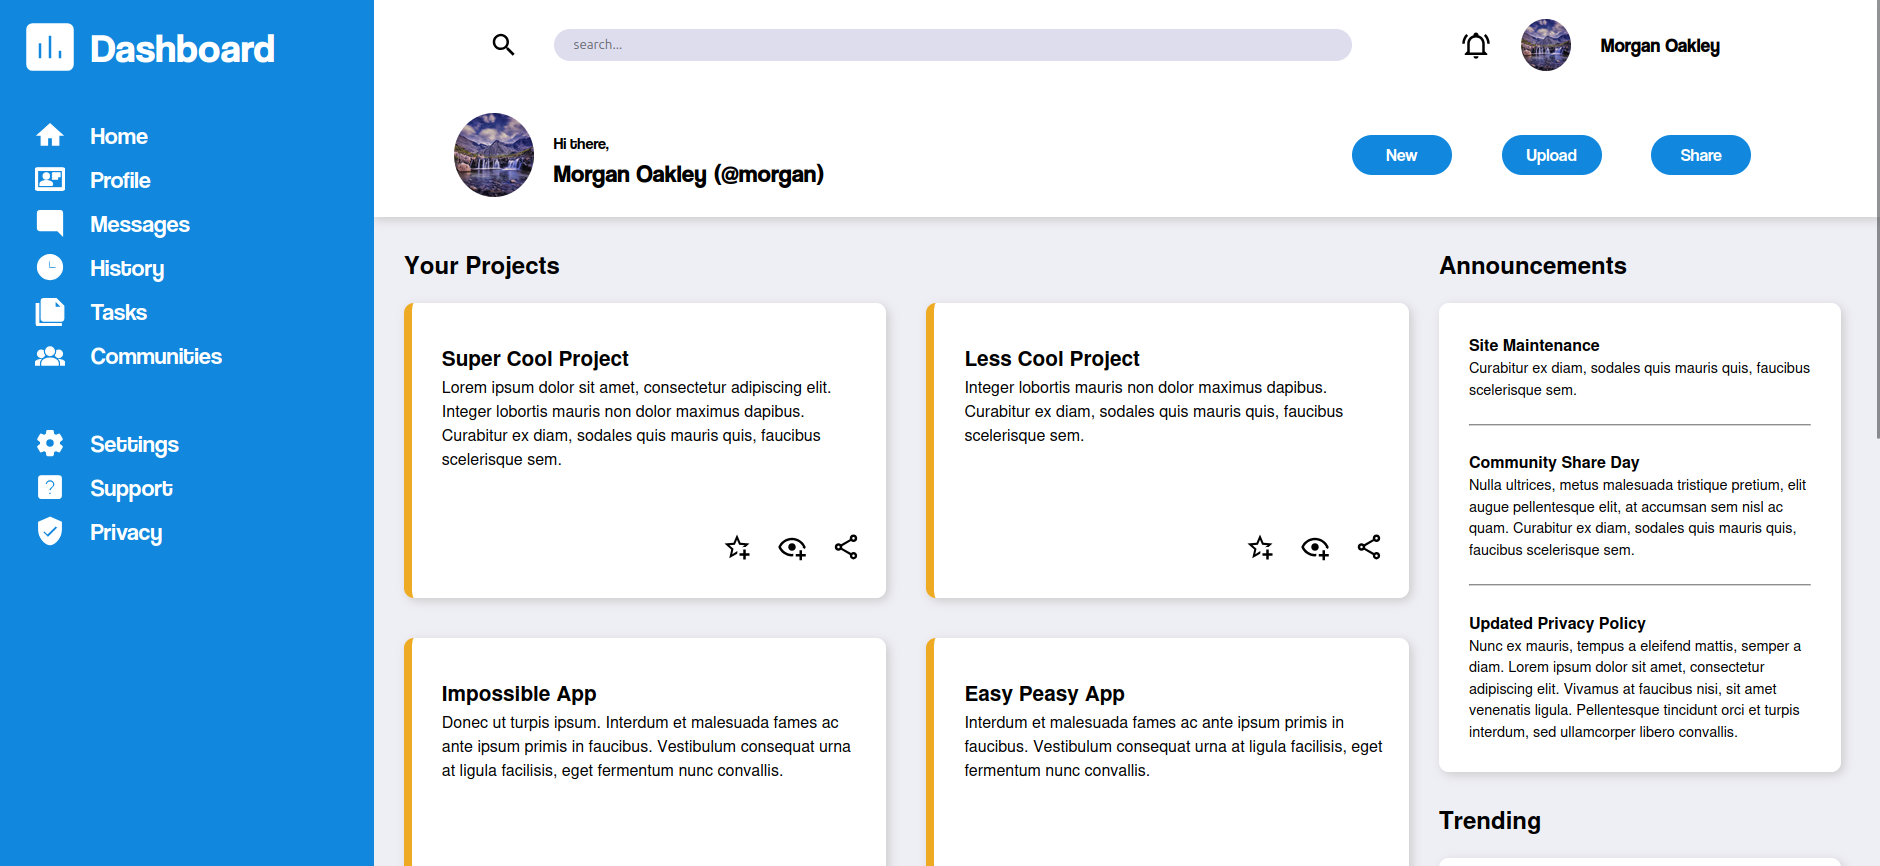 Dashboard
Home
Profile
Messages
History
Tasks
Communities
Settings
Support
Privacy
search...
Morgan Oakley
Hi there,
Morgan Oakley (@morgan)
New
Upload
Share
Your Projects
Super Cool Project
Lorem ipsum dolor sit amet, consectetur adipiscing elit.
Integer lobortis mauris non dolor maximus dapibus.
Curabitur ex diam, sodales quis mauris quis, faucibus
scelerisque sem.
Less Cool Project
Integer lobortis mauris non dolor maximus dapibus.
Curabitur ex diam, sodales quis mauris quis, faucibus
scelerisque sem.
Impossible App
Donec ut turpis ipsum. Interdum et malesuada fames ac
ante ipsum primis in faucibus. Vestibulum consequat urna
at ligula facilisis, eget fermentum nunc convallis.
Easy Peasy App
Interdum et malesuada fames ac ante ipsum primis in
faucibus. Vestibulum consequat urna at ligula facilisis, eget
fermentum nunc convallis.
Announcements
Site Maintenance
Curabitur ex diam, sodales quis mauris quis, faucibus
scelerisque sem.
Community Share Day
Nulla ultrices, metus malesuada tristique pretium, elit
augue pellentesque elit, at accumsan sem nisl ac
quam. Curabitur ex diam, sodales quis mauris quis,
faucibus scelerisque sem.
Updated Privacy Policy
Nunc ex mauris, tempus a eleifend mattis, semper a
diam. Lorem ipsum dolor sit amet, consectetur
adipiscing elit. Vivamus at faucibus nisi, sit amet
venenatis ligula. Pellentesque tincidunt orci et turpis
interdum, sed ullamcorper libero convallis.
Trending